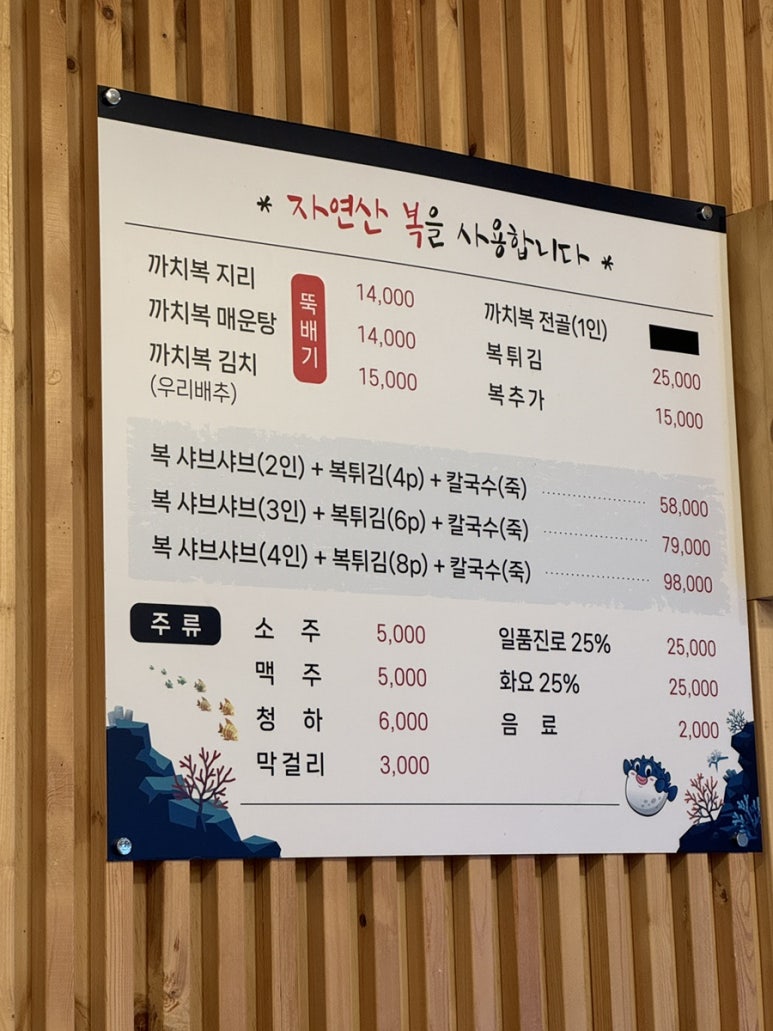 * 자연산 복을 사용합니다 *
까치복 지리 14,000
까치복 매운탕 14,000
까치복 김치 15,000
(우리배추)
뚝배기
까치복 전골(1인)
복튀김 25,000
복추가 15,000
복 샤브샤브(2인) + 복튀김(4p) + 칼국수(죽) 58,000
복 샤브샤브(3인) + 복튀김(6p) + 칼국수(죽) 79,000
복 샤브샤브(4인) + 복튀김(8p) + 칼국수(죽) 98,000
주류
소 주 5,000
맥 주 5,000
청 하 6,000
막걸리 3,000
일품진로 25% 25,000
화요 25% 25,000
음 료 2,000